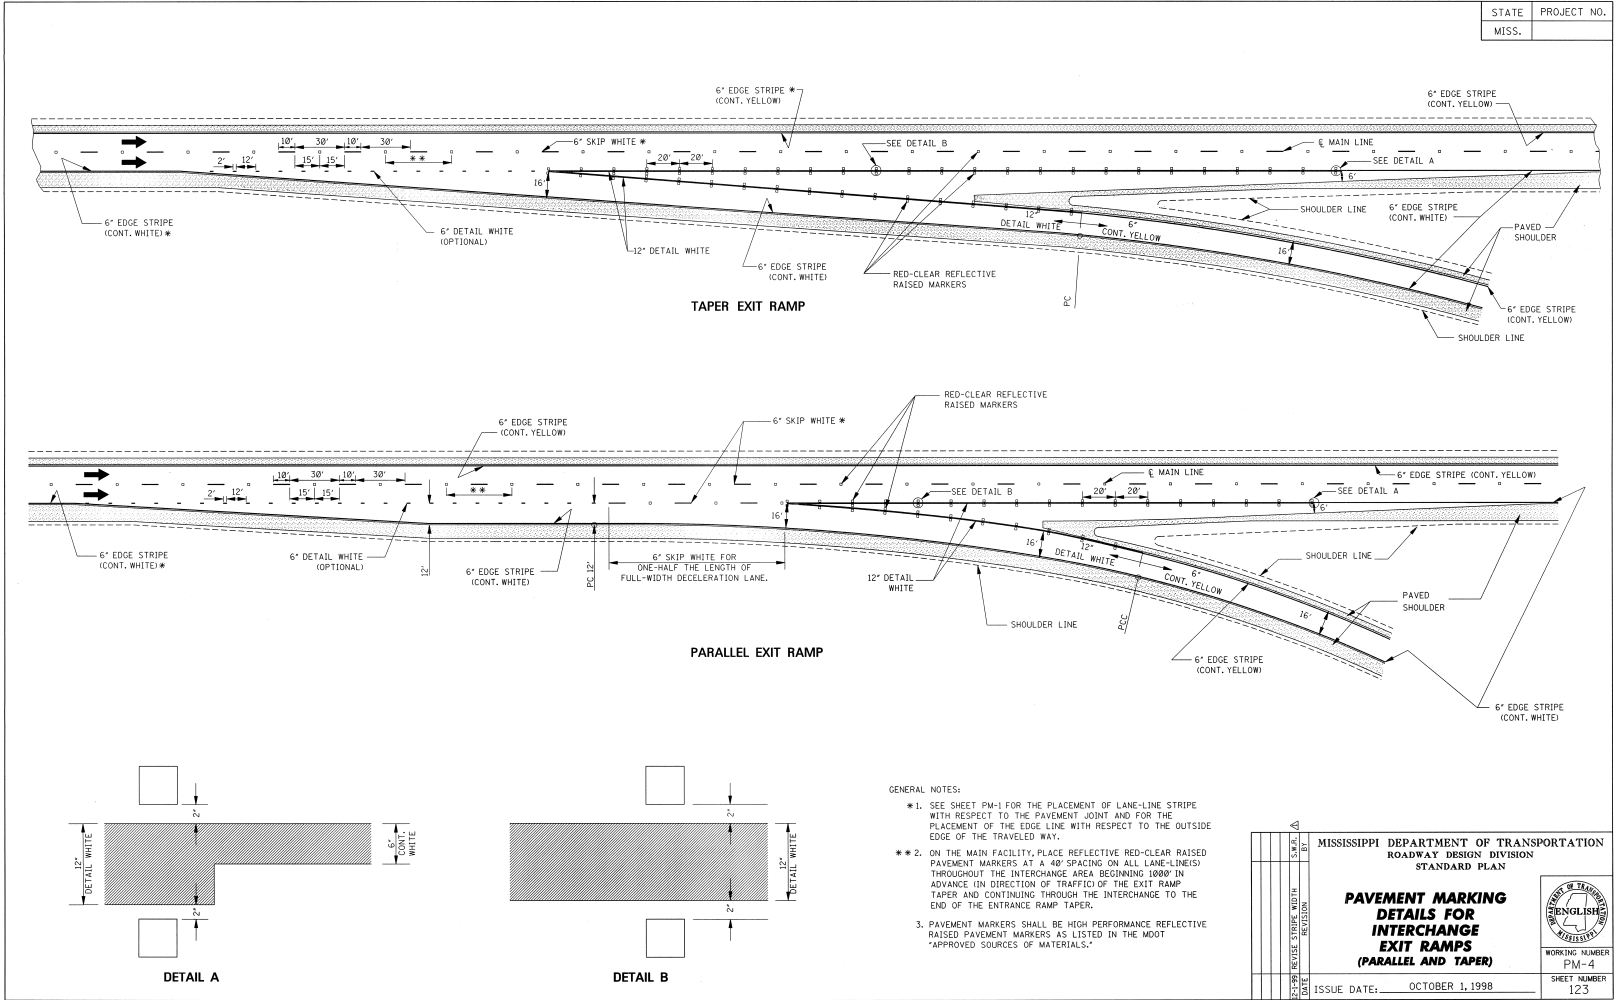 STATE PROJECT NO.
MISS.
6" EDGE STRIPE *
(CONT. YELLOW)
6" EDGE STRIPE
(CONT. YELLOW)
10' 30' 10' 30'
6" SKIP WHITE *
SEE DETAIL B
℄ MAIN LINE
SEE DETAIL A
2' 12' 15' 15' **
20' 20'
6'
16'
6" EDGE STRIPE
(CONT. WHITE) *
6" DETAIL WHITE
(OPTIONAL)
12" DETAIL WHITE
6" EDGE STRIPE
(CONT. WHITE)
RED-CLEAR REFLECTIVE
RAISED MARKERS
12"
DETAIL WHITE
6"
CONT. YELLOW
SHOULDER LINE
6" EDGE STRIPE
(CONT. WHITE)
PAVED
SHOULDER
16'
PC
6" EDGE STRIPE
(CONT. YELLOW)
SHOULDER LINE
TAPER EXIT RAMP
RED-CLEAR REFLECTIVE
RAISED MARKERS
6" EDGE STRIPE
(CONT. YELLOW)
6" SKIP WHITE *
10' 30' 10' 30'
℄ MAIN LINE
6" EDGE STRIPE (CONT. YELLOW)
2' 12' 15' 15' **
SEE DETAIL B
20' 20'
SEE DETAIL A
6'
16'
6" EDGE STRIPE
(CONT. WHITE) *
6" DETAIL WHITE
(OPTIONAL)
12'
6" EDGE STRIPE
(CONT. WHITE)
PC 12'
6" SKIP WHITE FOR
ONE-HALF THE LENGTH OF
FULL-WIDTH DECELERATION LANE.
12" DETAIL
WHITE
16'
12"
DETAIL WHITE
6"
CONT. YELLOW
SHOULDER LINE
PAVED
SHOULDER
16'
SHOULDER LINE
PCC
6" EDGE STRIPE
(CONT. YELLOW)
6" EDGE STRIPE
(CONT. WHITE)
PARALLEL EXIT RAMP
2"
12"
DETAIL WHITE
6"
CONT.
WHITE
2"
DETAIL A
2"
12"
DETAIL WHITE
2"
DETAIL B
GENERAL NOTES:
*1. SEE SHEET PM-1 FOR THE PLACEMENT OF LANE-LINE STRIPE
WITH RESPECT TO THE PAVEMENT JOINT AND FOR THE
PLACEMENT OF THE EDGE LINE WITH RESPECT TO THE OUTSIDE
EDGE OF THE TRAVELED WAY.
**2. ON THE MAIN FACILITY, PLACE REFLECTIVE RED-CLEAR RAISED
PAVEMENT MARKERS AT A 40' SPACING ON ALL LANE-LINE(S)
THROUGHOUT THE INTERCHANGE AREA BEGINNING 1000' IN
ADVANCE (IN DIRECTION OF TRAFFIC) OF THE EXIT RAMP
TAPER AND CONTINUING THROUGH THE INTERCHANGE TO THE
END OF THE ENTRANCE RAMP TAPER.
3. PAVEMENT MARKERS SHALL BE HIGH PERFORMANCE REFLECTIVE
RAISED PAVEMENT MARKERS AS LISTED IN THE MDOT
"APPROVED SOURCES OF MATERIALS."
S.W.R.
BY
REVISE STRIPE WIDTH
REVISION
12-1-99
DATE
MISSISSIPPI DEPARTMENT OF TRANSPORTATION
ROADWAY DESIGN DIVISION
STANDARD PLAN
PAVEMENT MARKING
DETAILS FOR
INTERCHANGE
EXIT RAMPS
(PARALLEL AND TAPER)
DEPARTMENT OF TRANSPORTATION
ENGLISH
MISSISSIPPI
WORKING NUMBER
PM-4
SHEET NUMBER
123
ISSUE DATE: OCTOBER 1, 1998